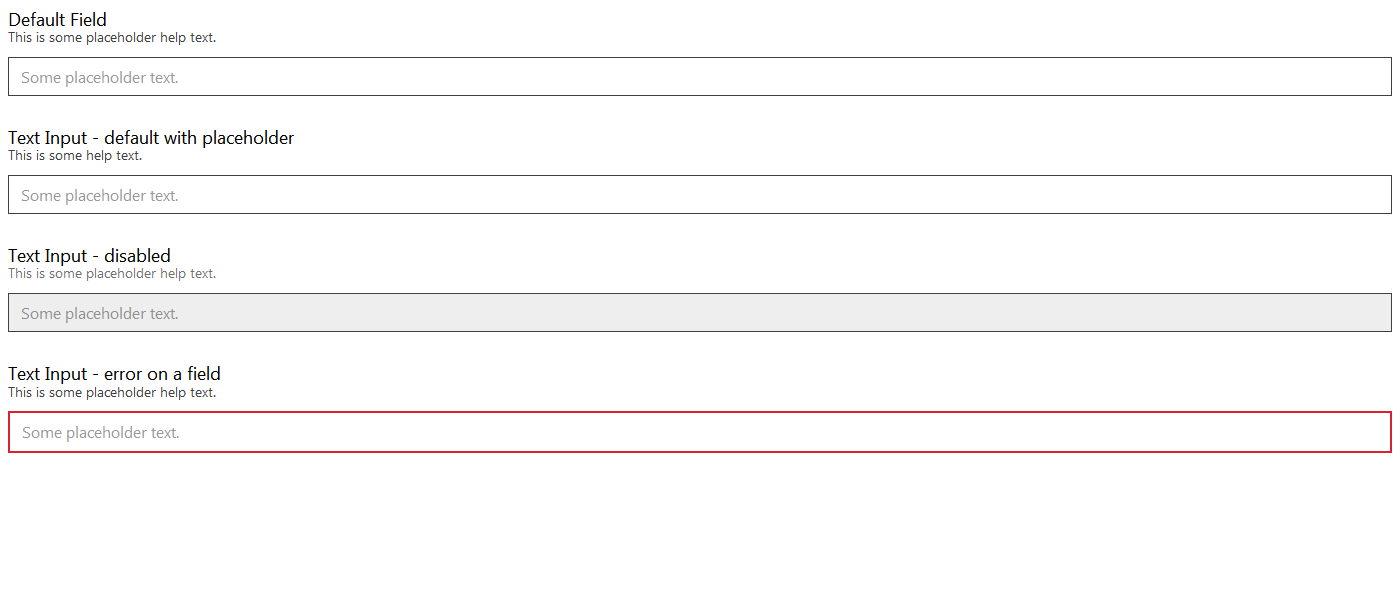 Default Field
This is some placeholder help text.
Some placeholder text.
Text Input - default with placeholder
This is some help text.
Some placeholder text.
Text Input - disabled
This is some placeholder help text.
Some placeholder text.
Text Input - error on a field
This is some placeholder help text.
Some placeholder text.